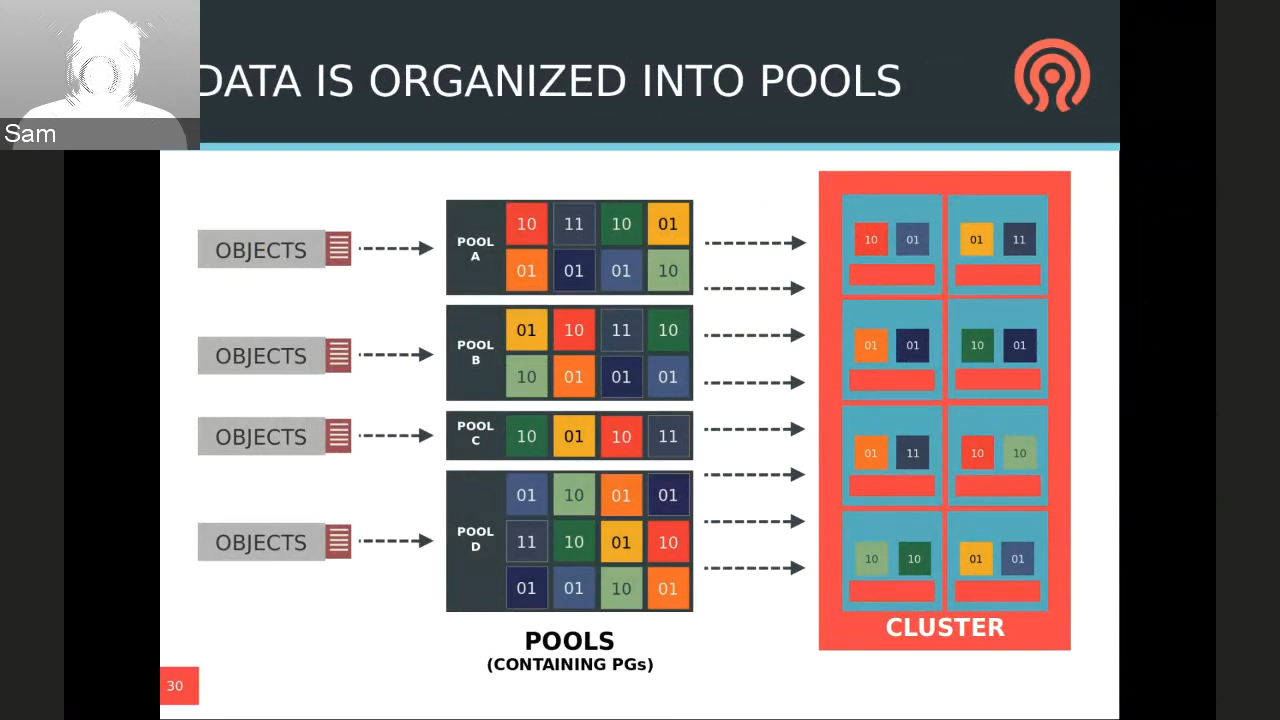 Sam
DATA IS ORGANIZED INTO POOLS
OBJECTS
POOL
A
10 11 10 01
01 01 01 10
OBJECTS
POOL
B
01 10 11 10
10 01 01 01
OBJECTS
POOL
C
10 01 10 11
OBJECTS
POOL
D
01 10 01 01
11 10 01 10
01 01 10 01
POOLS
(CONTAINING PGs)
10 01 01 11
01 01 10 01
01 11 10 10
10 10 01 01
CLUSTER
30